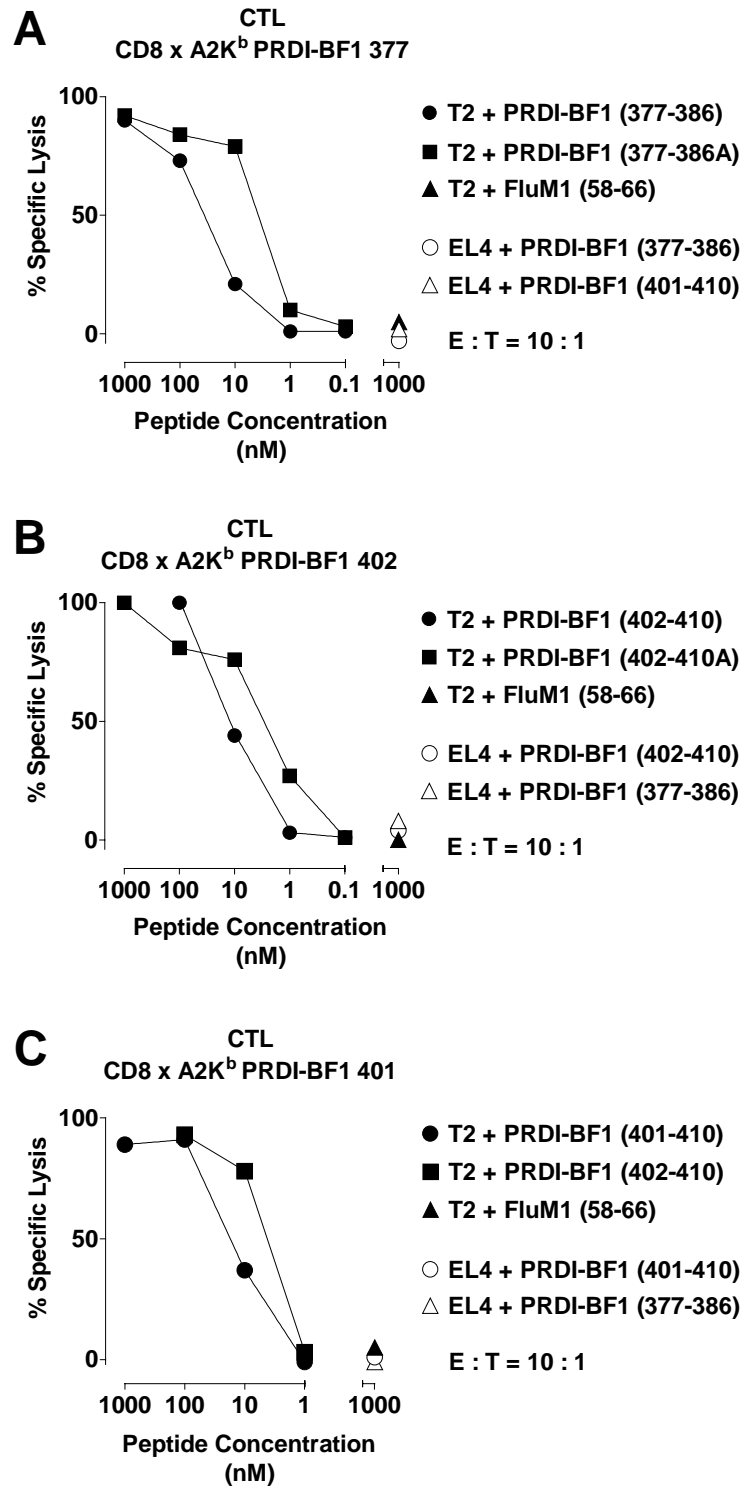 A
CTL
CD8 x A2Kb PRDI-BF1 377
100
50
0
% Specific Lysis
1000 100 10 1 0.1 1000
Peptide Concentration
(nM)
T2 + PRDI-BF1 (377-386)
T2 + PRDI-BF1 (377-386A)
T2 + FluM1 (58-66)
EL4 + PRDI-BF1 (377-386)
EL4 + PRDI-BF1 (401-410)
E : T = 10 : 1
B
CTL
CD8 x A2Kb PRDI-BF1 402
100
50
0
% Specific Lysis
1000 100 10 1 0.1 1000
Peptide Concentration
(nM)
T2 + PRDI-BF1 (402-410)
T2 + PRDI-BF1 (402-410A)
T2 + FluM1 (58-66)
EL4 + PRDI-BF1 (402-410)
EL4 + PRDI-BF1 (377-386)
E : T = 10 : 1
C
CTL
CD8 x A2Kb PRDI-BF1 401
100
50
0
% Specific Lysis
1000 100 10 1 1000
Peptide Concentration
(nM)
T2 + PRDI-BF1 (401-410)
T2 + PRDI-BF1 (402-410)
T2 + FluM1 (58-66)
EL4 + PRDI-BF1 (401-410)
EL4 + PRDI-BF1 (377-386)
E : T = 10 : 1